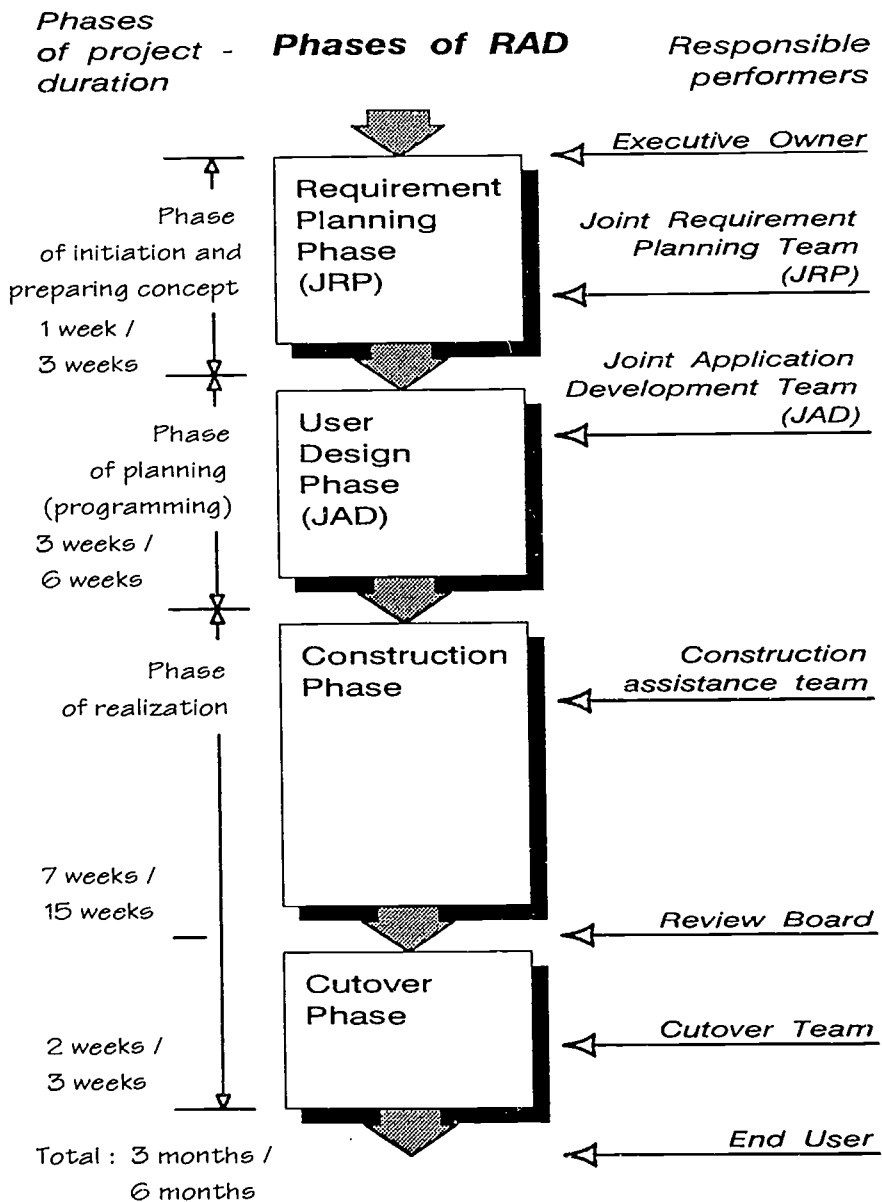 Phases
of project -
duration
Phases of RAD
Responsible
performers
Executive Owner
Requirement
Planning
Phase
(JRP)
Phase
of initiation and
preparing concept
1 week /
3 weeks
Joint Requirement
Planning Team
(JRP)
Joint Application
Development Team
(JAD)
User
Design
Phase
(JAD)
Phase
of planning
(programming)
3 weeks /
6 weeks
Construction
Phase
Phase
of realization
Construction
assistance team
7 weeks /
15 weeks
Review Board
Cutover
Phase
2 weeks /
3 weeks
Cutover Team
End User
Total : 3 months /
6 months